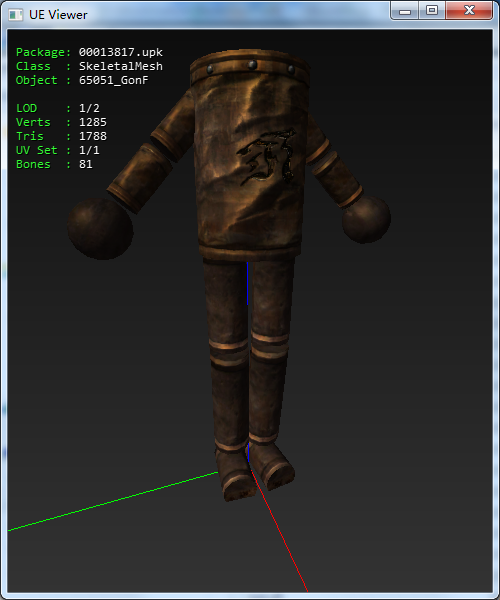 UE Viewer
Package: 00013817.upk
Class : SkeletalMesh
Object : 65051_GonF
LOD : 1/2
Verts : 1285
Tris : 1788
UV Set : 1/1
Bones : 81